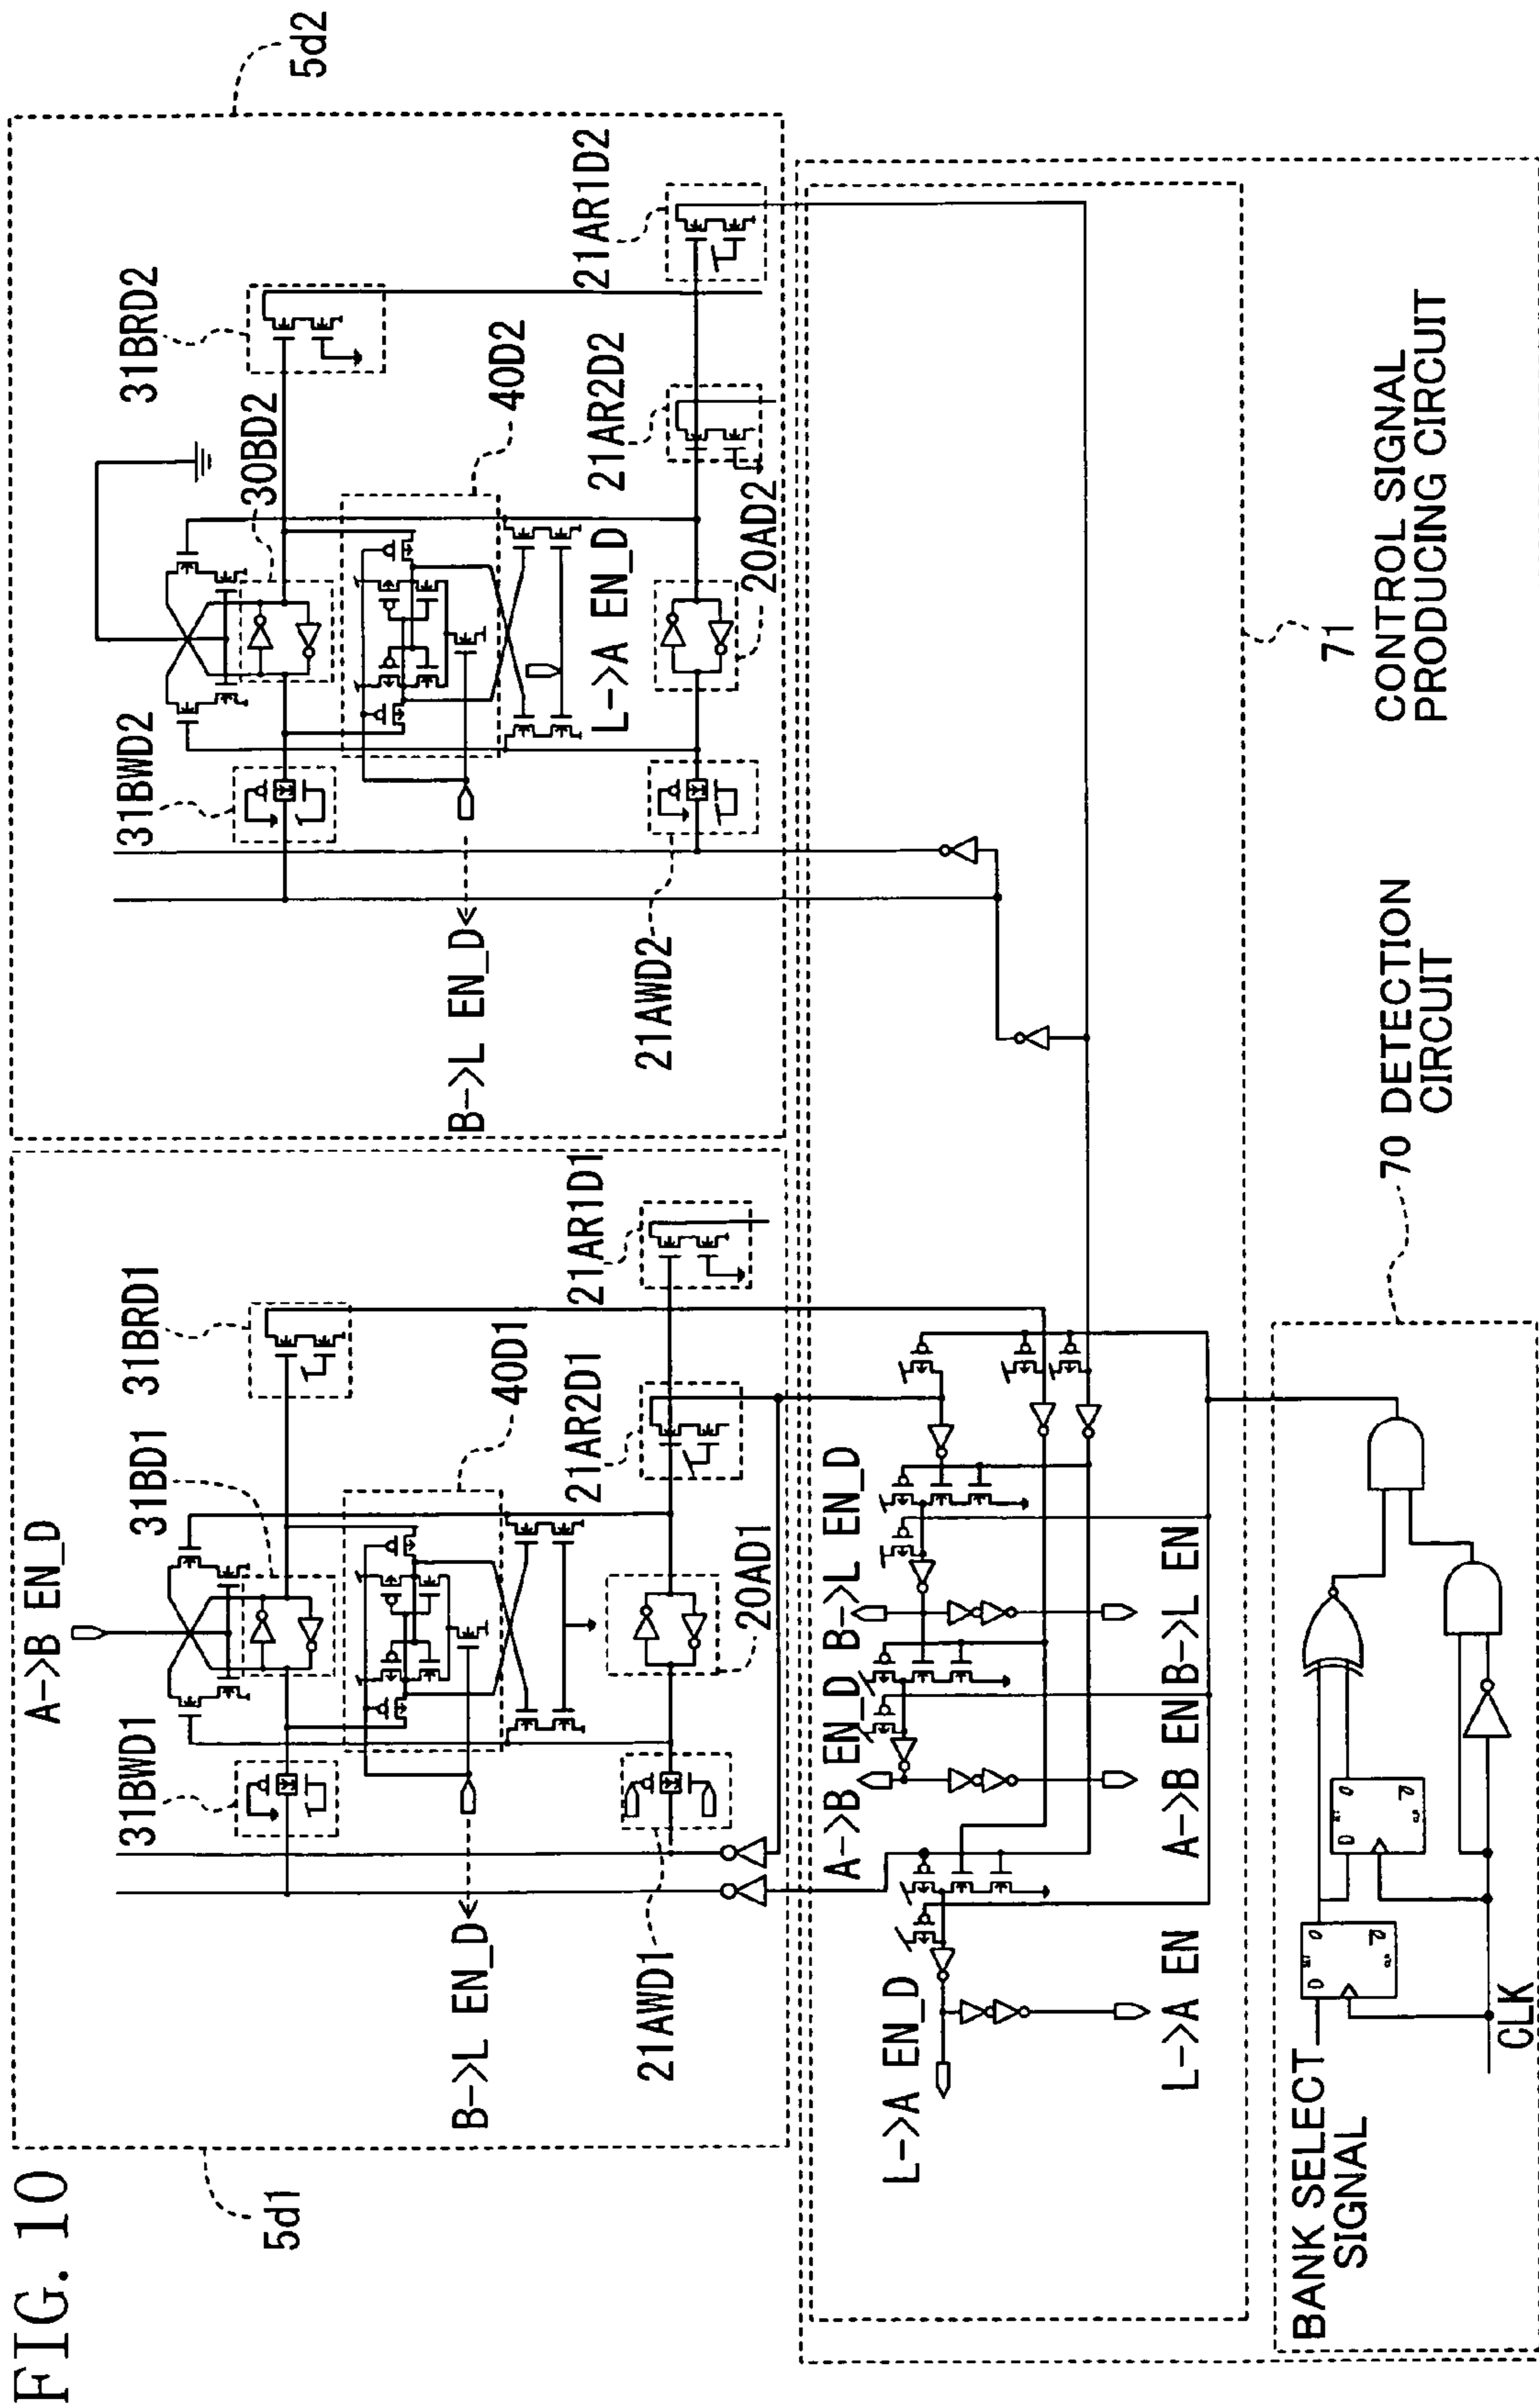 FIG. 10
5d1
5d2
A->B EN_D
31BWD1
31BD1
31BRD1
B->L EN_D
40D1
21AWD1
20AD1
21AR2D1
21AR1D1
31BWD2
30BD2
31BRD2
B->L EN_D
40D2
L->A EN_D
21AWD2
20AD2
21AR2D2
21AR1D2
L->A EN_D
A->B EN_D
B->L EN_D
L->A EN
A->B EN
B->L EN
71
CONTROL SIGNAL
PRODUCING CIRCUIT
70 DETECTION
CIRCUIT
BANK SELECT
SIGNAL
CLK